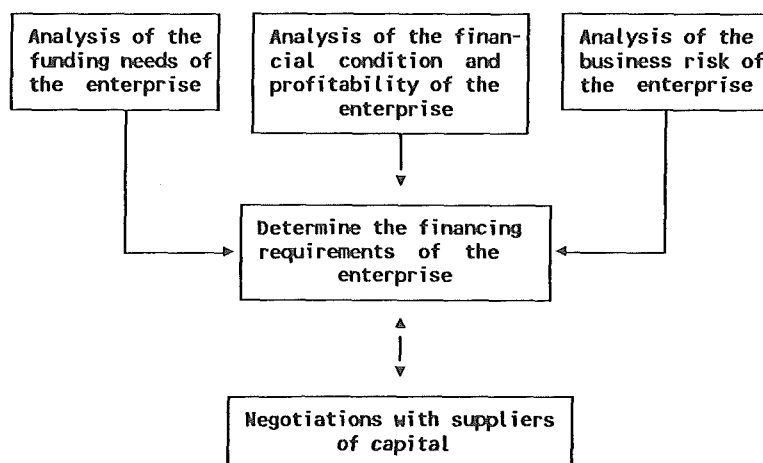 Analysis of the
funding needs of
the enterprise
Analysis of the finan-
cial condition and
profitability of the
enterprise
Analysis of the
business risk of
the enterprise
Determine the financing
requirements of the
enterprise
Negotiations with suppliers
of capital